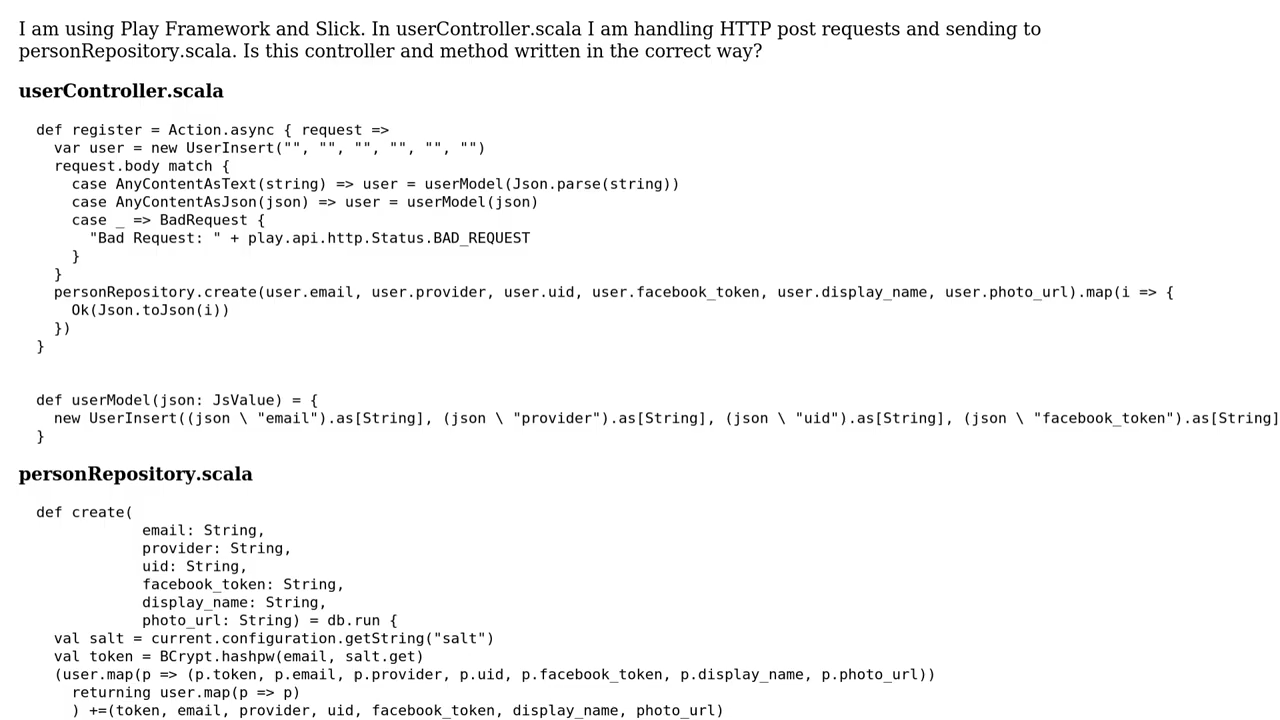 I am using Play Framework and Slick. In userController.scala I am handling HTTP post requests and sending to
personRepository.scala. Is this controller and method written in the correct way?
userController.scala
def register = Action.async { request =>
var user = new UserInsert("", "", "", "", "", "")
request.body match {
case AnyContentAsText(string) => user = userModel(Json.parse(string))
case AnyContentAsJson(json) => user = userModel(json)
case _ => BadRequest {
"Bad Request: " + play.api.http.Status.BAD_REQUEST
}
}
personRepository.create(user.email, user.provider, user.uid, user.facebook_token, user.display_name, user.photo_url).map(i => {
Ok(Json.toJson(i))
})
}
def userModel(json: JsValue) = {
new UserInsert((json \ "email").as[String], (json \ "provider").as[String], (json \ "uid").as[String], (json \ "facebook_token").as[String]
}
personRepository.scala
def create(
email: String,
provider: String,
uid: String,
facebook_token: String,
display_name: String,
photo_url: String) = db.run {
val salt = current.configuration.getString("salt")
val token = BCrypt.hashpw(email, salt.get)
(user.map(p => (p.token, p.email, p.provider, p.uid, p.facebook_token, p.display_name, p.photo_url))
returning user.map(p => p)
) +=(token, email, provider, uid, facebook_token, display_name, photo_url)